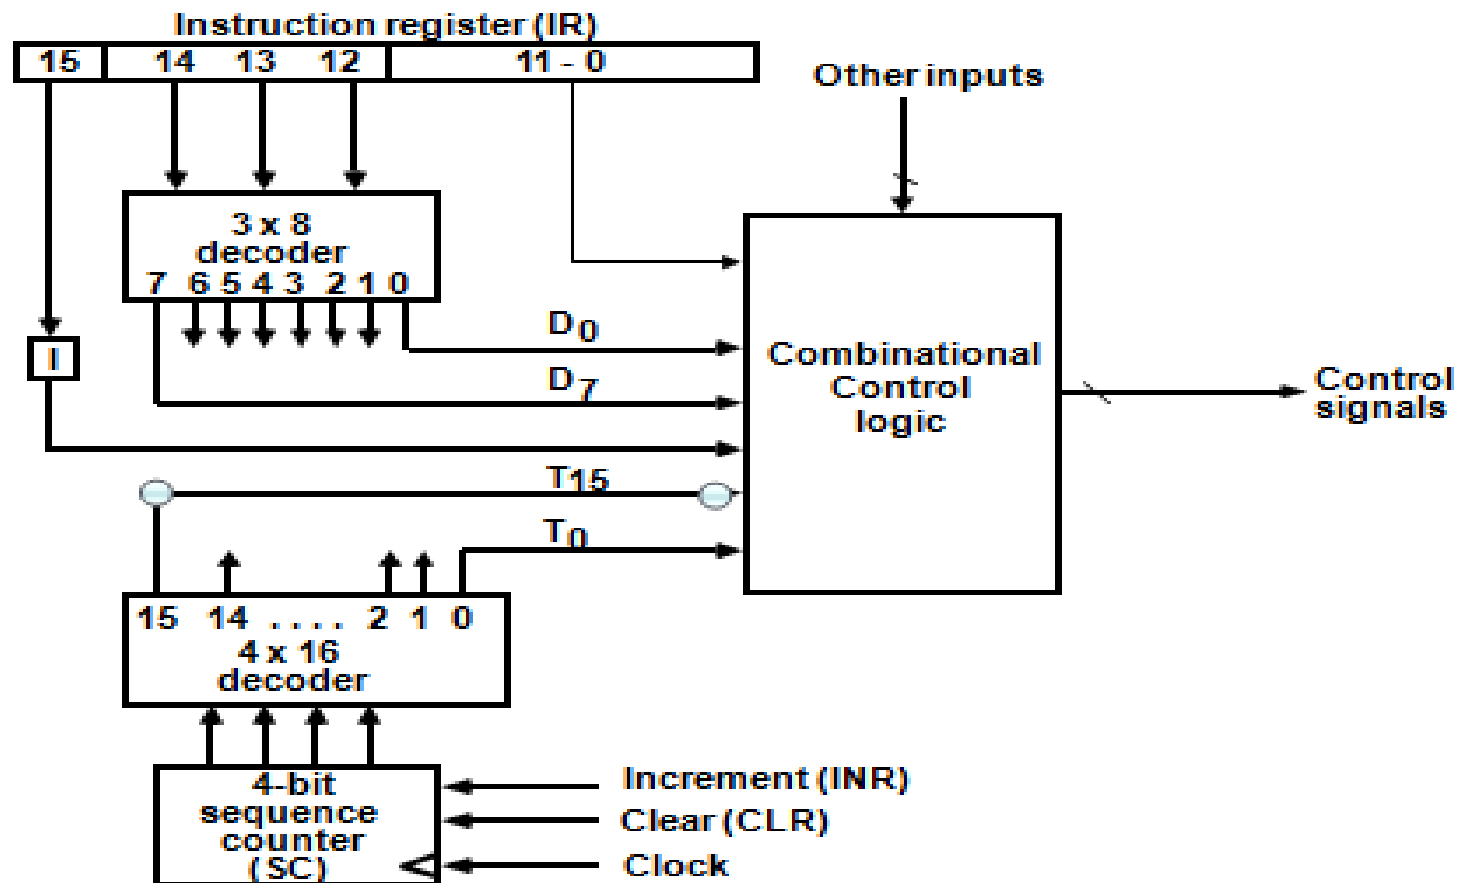 Instruction register (IR)
15 14 13 12 11 - 0
Other inputs
3 x 8
decoder
7 6 5 4 3 2 1 0
D0
I
D7
Combinational
Control
logic
Control
signals
T15
T0
15 14 .... 2 1 0
4 x 16
decoder
4-bit
sequence
counter
(SC)
Increment (INR)
Clear (CLR)
Clock